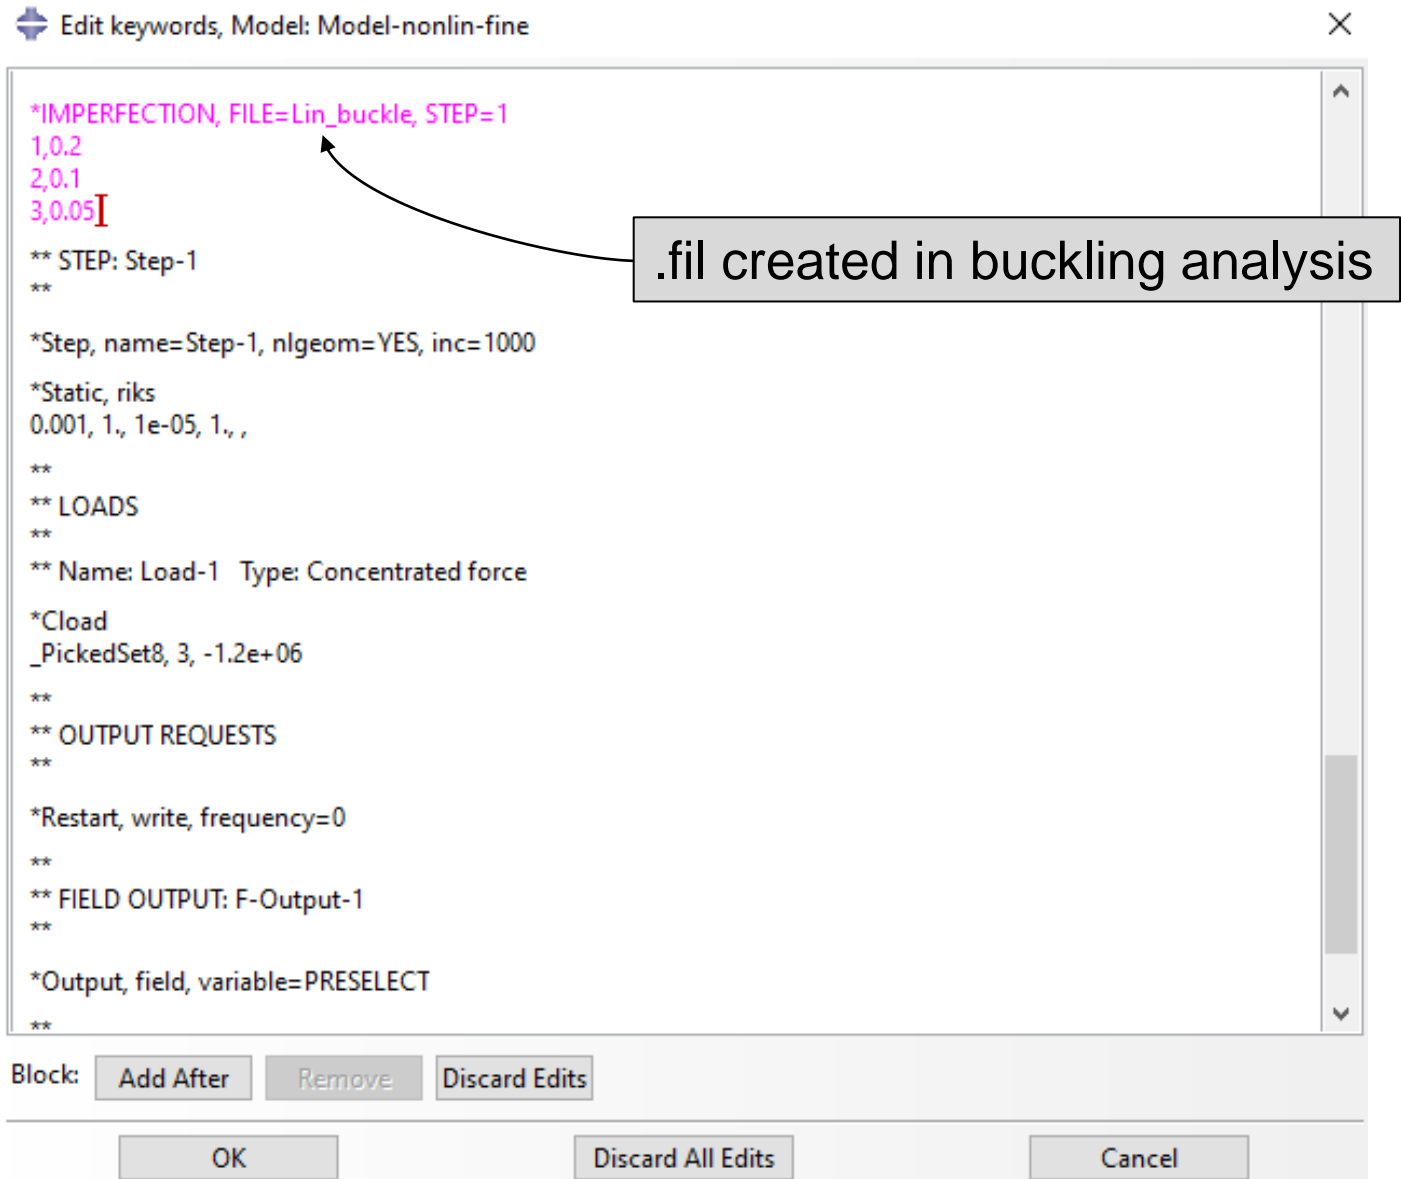 Edit keywords, Model: Model-nonlin-fine
*IMPERFECTION, FILE=Lin_buckle, STEP=1
1,0.2
2,0.1
3,0.05
.fil created in buckling analysis
** STEP: Step-1
**
*Step, name=Step-1, nlgeom=YES, inc=1000
*Static, riks
0.001, 1., 1e-05, 1., ,
**
** LOADS
**
** Name: Load-1   Type: Concentrated force
*Cload
_PickedSet8, 3, -1.2e+06
**
** OUTPUT REQUESTS
**
*Restart, write, frequency=0
**
** FIELD OUTPUT: F-Output-1
**
*Output, field, variable=PRESELECT
**
Block: Add After Remove Discard Edits
OK Discard All Edits Cancel